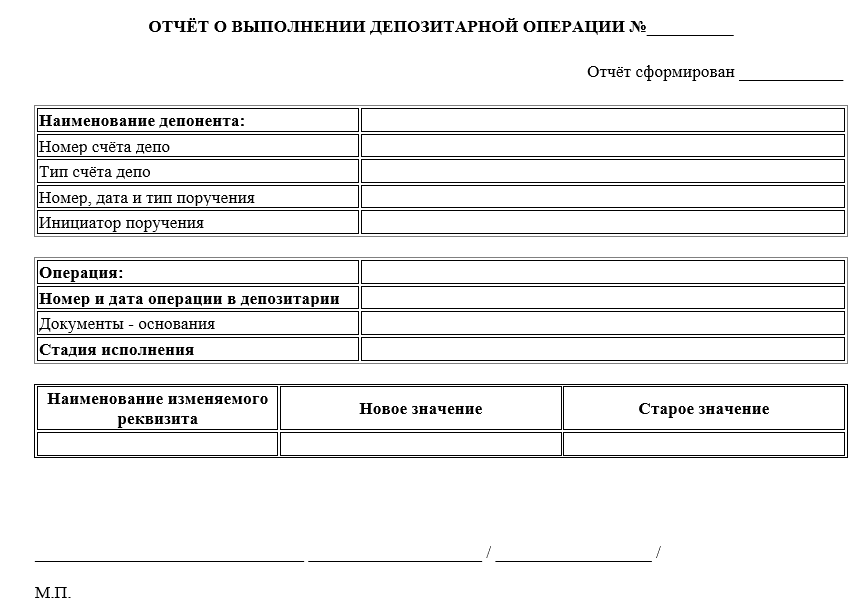 ОТЧЁТ О ВЫПОЛНЕНИИ ДЕПОЗИТАРНОЙ ОПЕРАЦИИ №__________
Отчёт сформирован ____________
Наименование депонента:
Номер счёта депо
Тип счёта депо
Номер, дата и тип поручения
Инициатор поручения
Операция:
Номер и дата операции в депозитарии
Документы - основания
Стадия исполнения
Наименование изменяемого
реквизита
Новое значение
Старое значение
_______________________________ ____________________ / __________________ /
М.П.